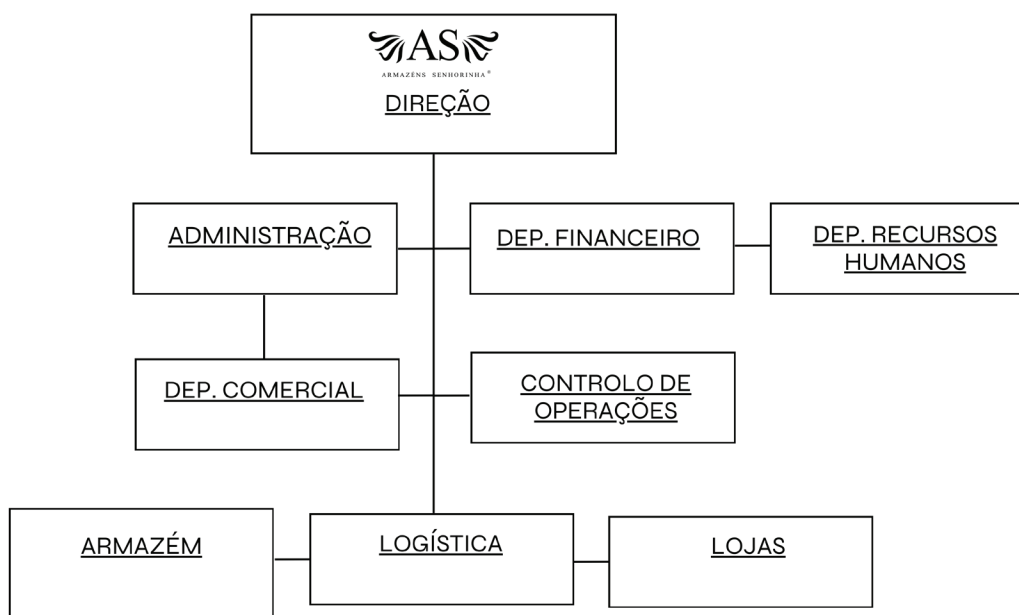 AS
ARMAZÉNS SENHORINHA®
DIREÇÃO
ADMINISTRAÇÃO
DEP. FINANCEIRO
DEP. RECURSOS
HUMANOS
DEP. COMERCIAL
CONTROLO DE
OPERAÇÕES
ARMAZÉM
LOGÍSTICA
LOJAS